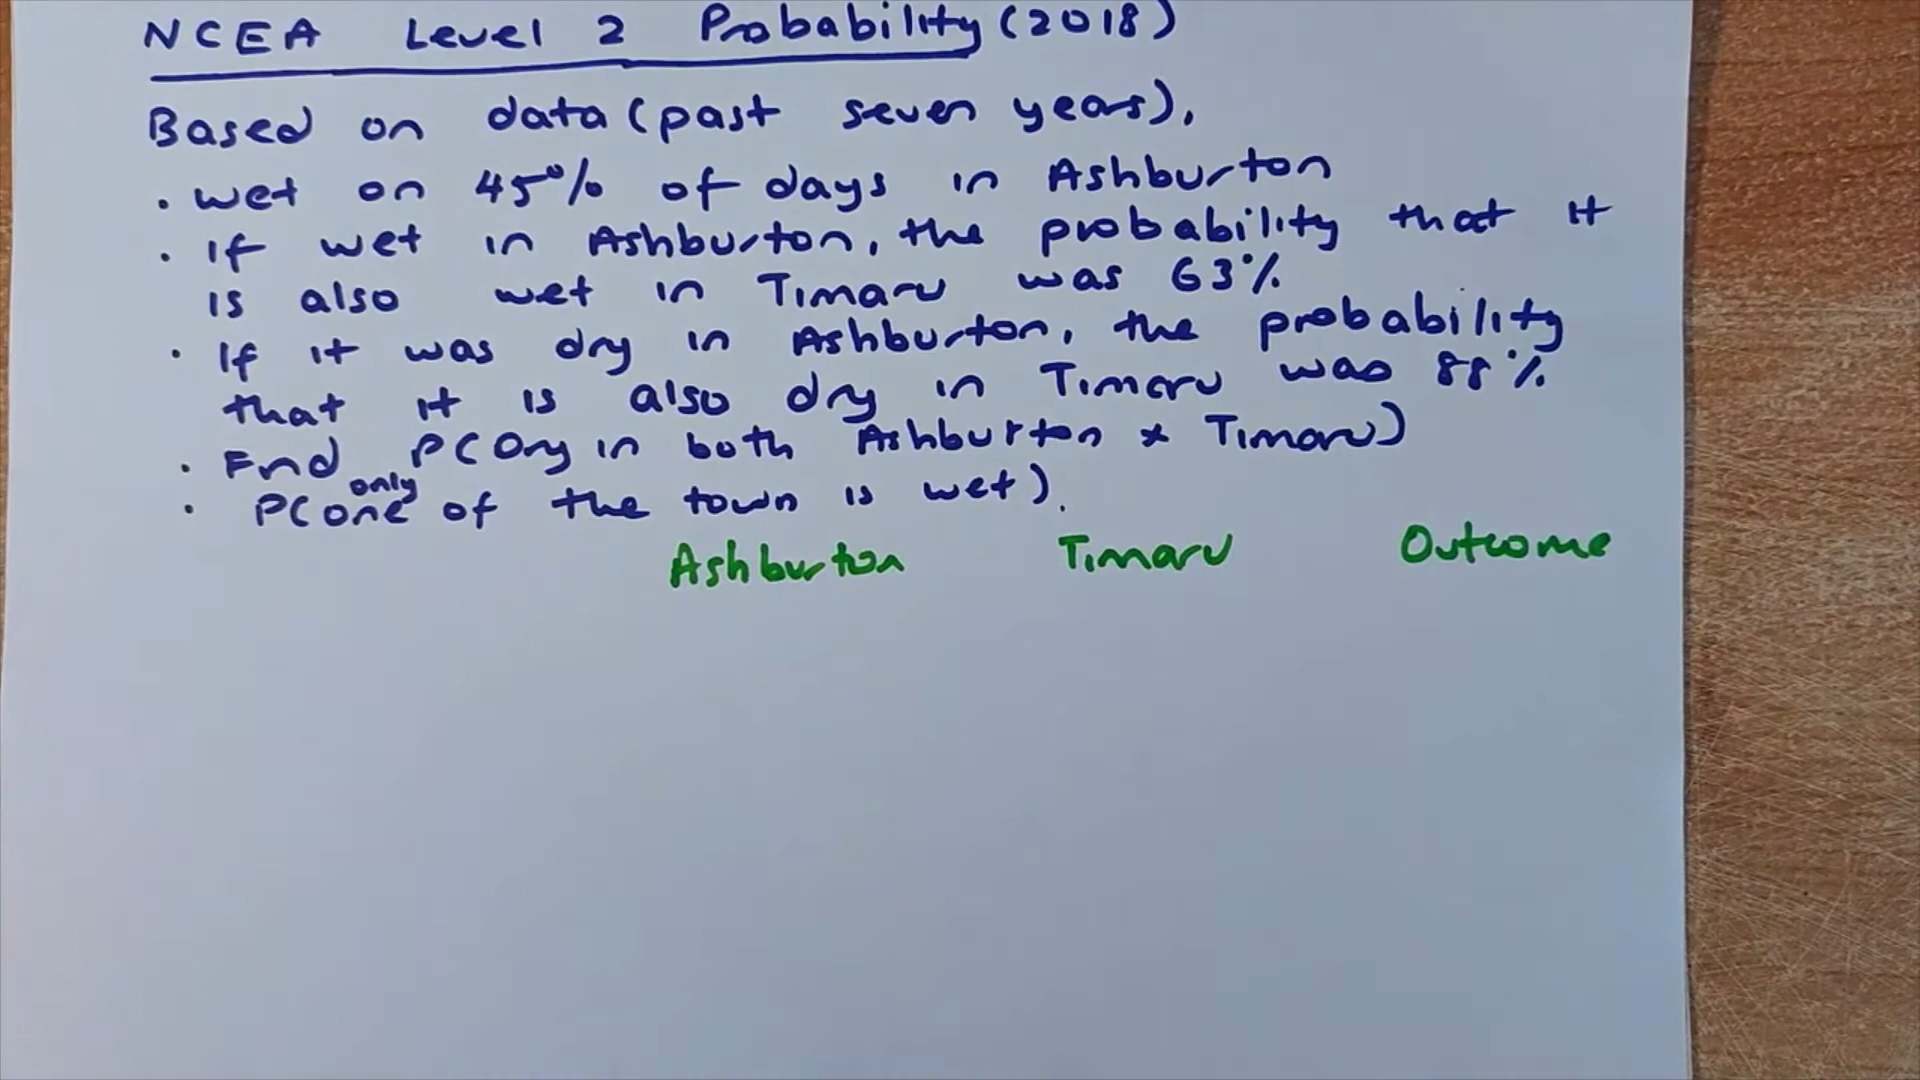 NCEA Level 2 Probability (2018)
Based on data (past seven years),
• wet on 45% of days in Ashburton
• If wet in Ashburton, the probability that it
is also wet in Timaru was 63%
• If it was dry in Ashburton, the probability
that it is also dry in Timaru was 88%
• Find P(Dry in both Ashburton & Timaru)
only
• P(one of the town is wet).
Ashburton Timaru Outcome